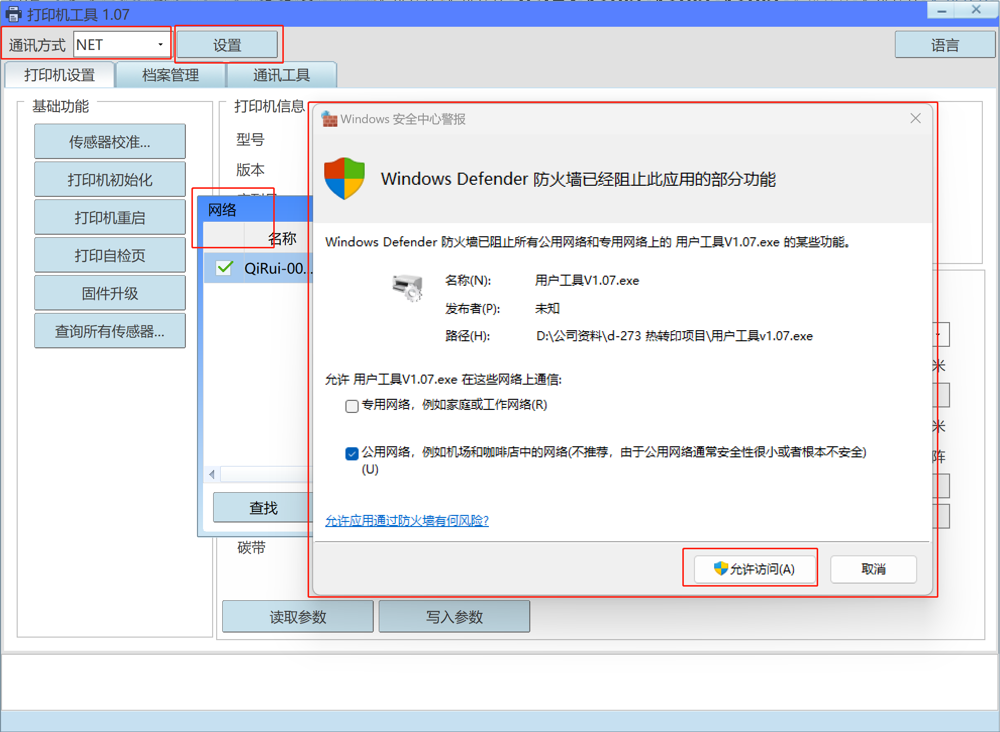 打印机工具 1.07
通讯方式 NET 设置 语言
打印机设置 档案管理 通讯工具
基础功能
传感器校准...
打印机初始化
打印机重启
打印自检页
固件升级
查询所有传感器...
打印机信息
型号
版本
网络
名称
QiRui-00...
查找
碳带
读取参数 写入参数
米
米
阵
Windows 安全中心警报
Windows Defender 防火墙已经阻止此应用的部分功能
Windows Defender 防火墙已阻止所有公用网络和专用网络上的 用户工具V1.07.exe 的某些功能。
名称(N): 用户工具V1.07.exe
发布者(P): 未知
路径(H): D:\公司资料\d-273 热转印项目\用户工具v1.07.exe
允许 用户工具V1.07.exe 在这些网络上通信:
专用网络，例如家庭或工作网络(R)
公用网络，例如机场和咖啡店中的网络(不推荐，由于公用网络通常安全性很小或者根本不安全)
(U)
允许应用通过防火墙有何风险?
允许访问(A) 取消